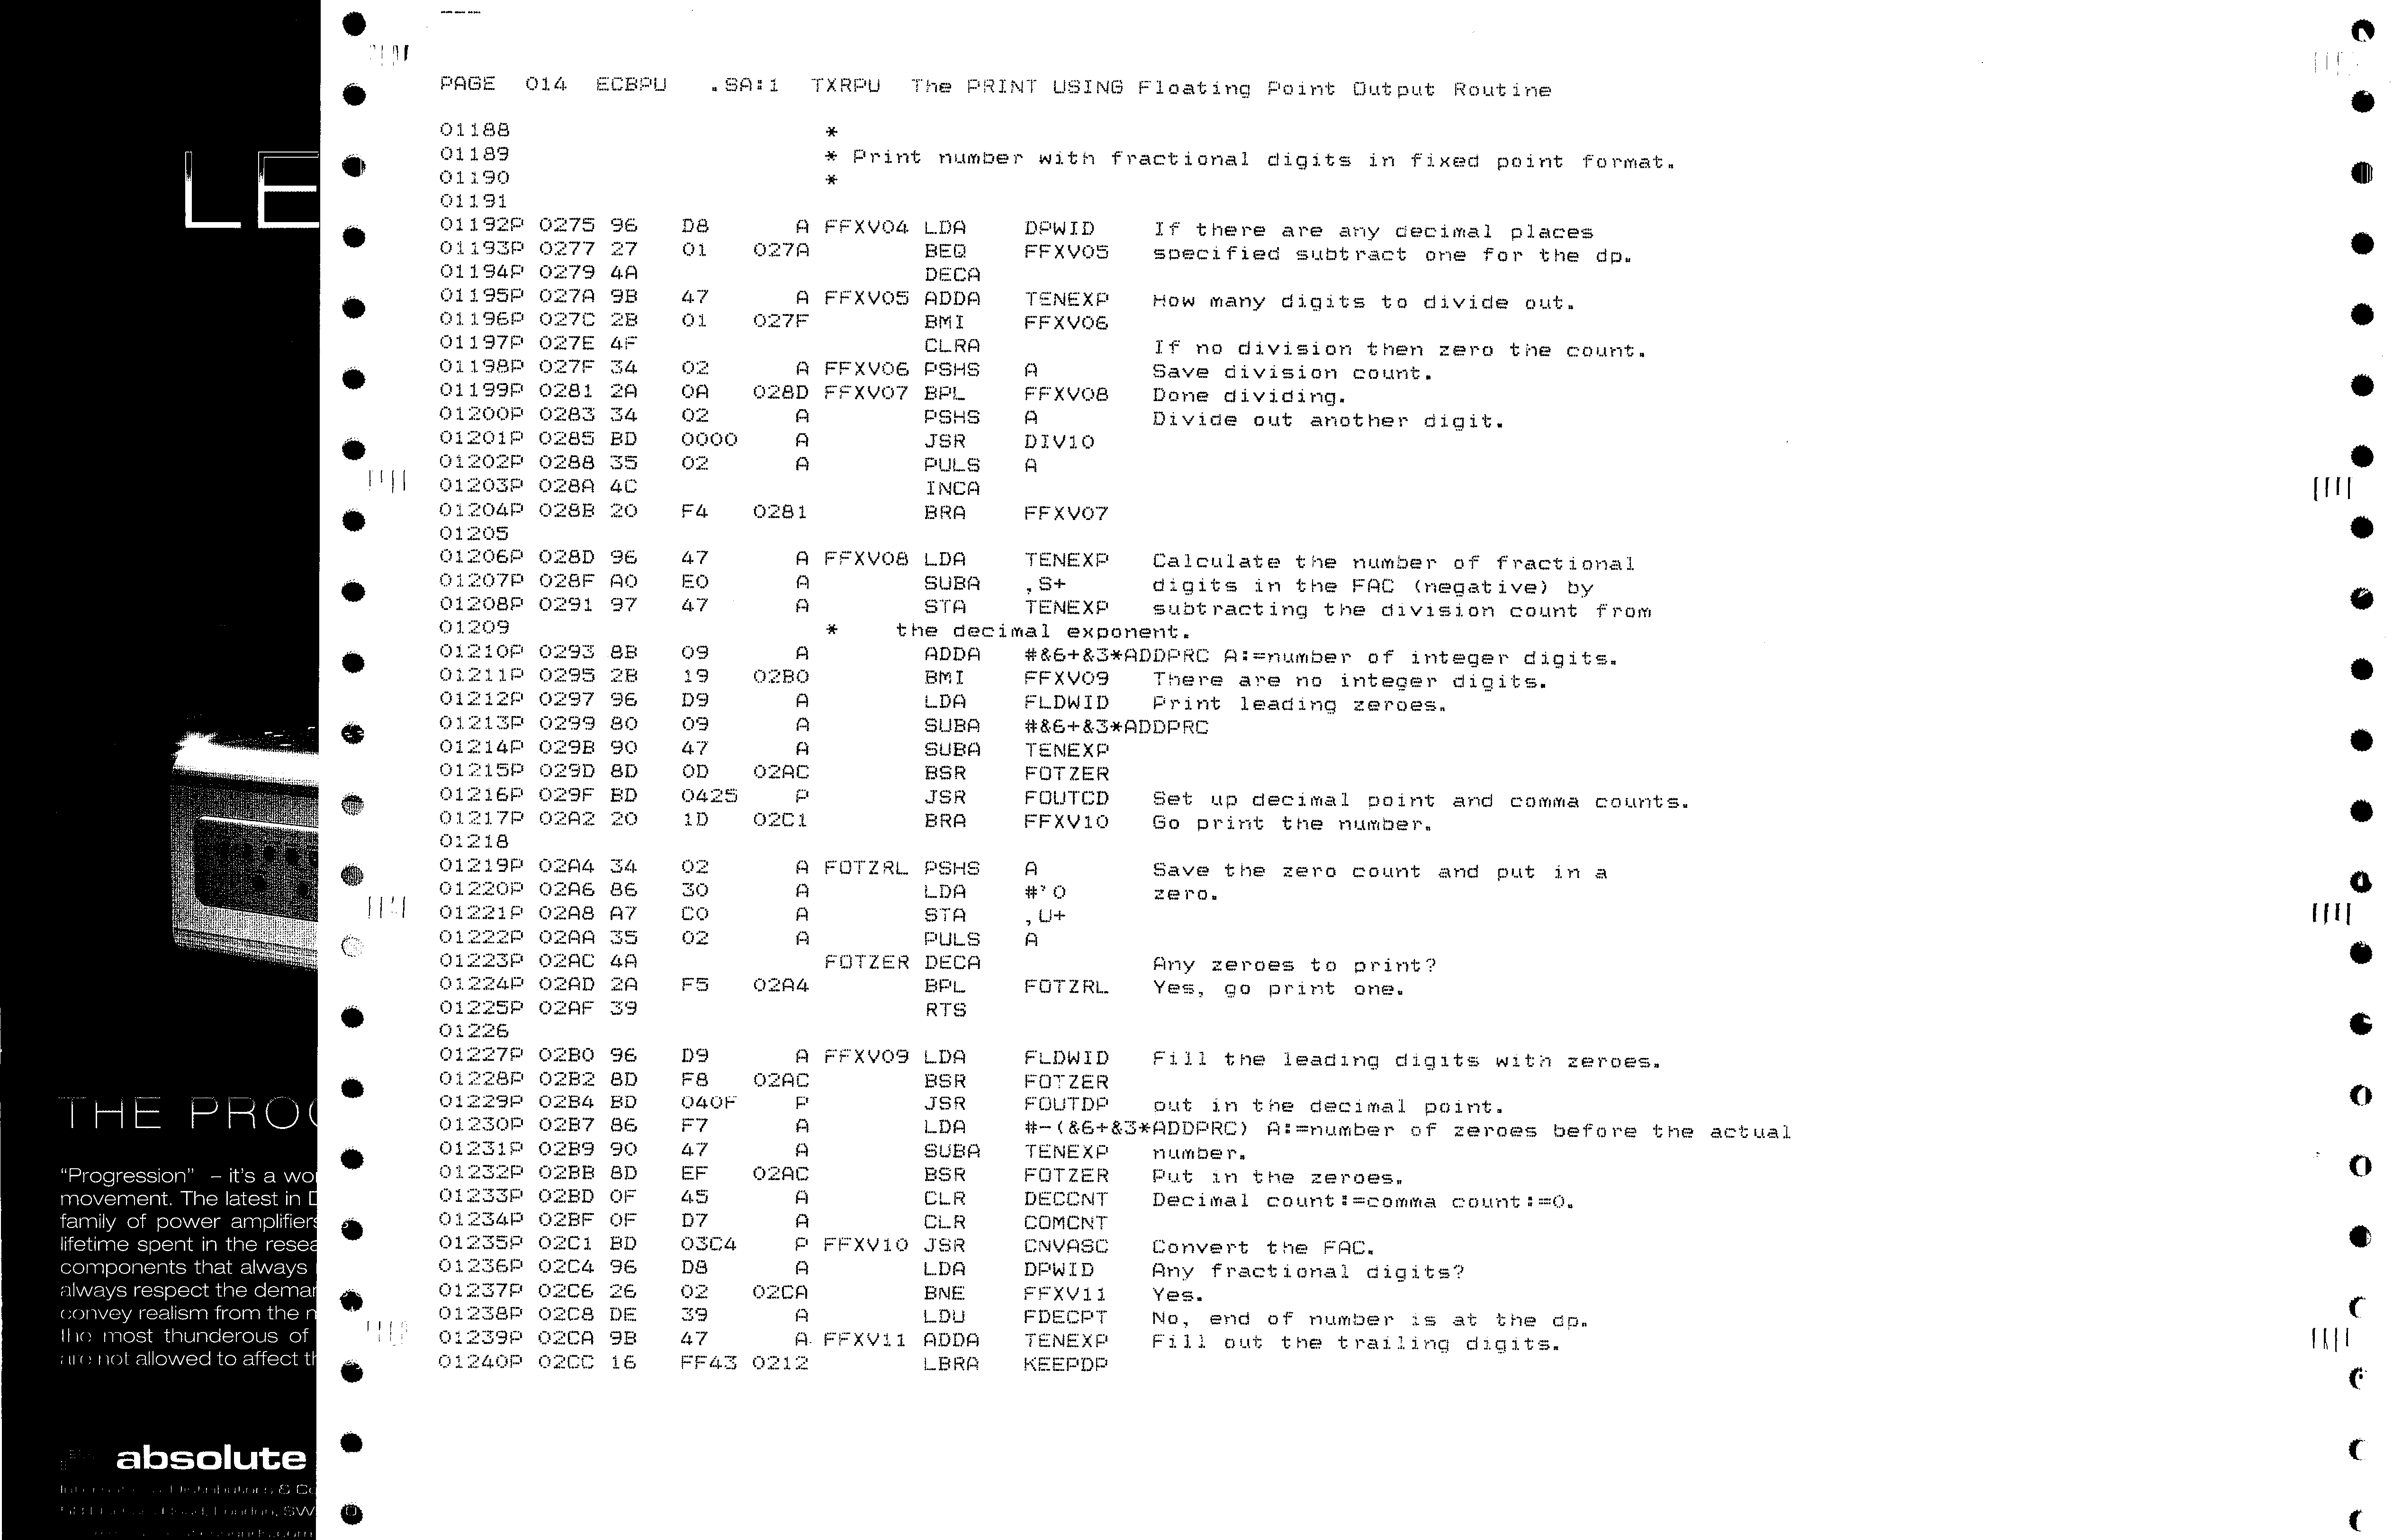 LE
THE PROG
“Progression” – it's a wo
movement. The latest in D
family of power amplifiers
lifetime spent in the resea
components that always
always respect the deman
convey realism from the
the most thunderous of
are not allowed to affect th
absolute
PAGE 014 ECBPU .SA:1 TXRPU The PRINT USING Floating Point Output Routine
01188 *
01189 * Print number with fractional digits in fixed point format.
01190 *
01191
01192P 0275 96 D8 A FFXV04 LDA DPWID If there are any decimal places
01193P 0277 27 01 027A BEQ FFXV05 specified subtract one for the dp.
01194P 0279 4A DECA
01195P 027A 9B 47 A FFXV05 ADDA TENEXP How many digits to divide out.
01196P 027C 2B 01 027F BMI FFXV06
01197P 027E 4F CLRA If no division then zero the count.
01198P 027F 34 02 A FFXV06 PSHS A Save division count.
01199P 0281 2A 0A 028D FFXV07 BPL FFXV08 Done dividing.
01200P 0283 34 02 A PSHS A Divide out another digit.
01201P 0285 BD 0000 A JSR DIV10
01202P 0288 35 02 A PULS A
01203P 028A 4C INCA
01204P 028B 20 F4 0281 BRA FFXV07
01205
01206P 028D 96 47 A FFXV08 LDA TENEXP Calculate the number of fractional
01207P 028F A0 E0 A SUBA ,S+ digits in the FAC (negative) by
01208P 0291 97 47 A STA TENEXP subtracting the division count from
01209 * the decimal exponent.
01210P 0293 8B 09 A ADDA #&6+&3*ADDPRC A:=number of integer digits.
01211P 0295 2B 19 02B0 BMI FFXV09 There are no integer digits.
01212P 0297 96 D9 A LDA FLDWID Print leading zeroes.
01213P 0299 80 09 A SUBA #&6+&3*ADDPRC
01214P 029B 90 47 A SUBA TENEXP
01215P 029D 8D 0D 02AC BSR FOTZER
01216P 029F BD 0425 P JSR FOUTCD Set up decimal point and comma counts.
01217P 02A2 20 1D 02C1 BRA FFXV10 Go print the number.
01218
01219P 02A4 34 02 A FOTZRL PSHS A Save the zero count and put in a
01220P 02A6 86 30 A LDA #'0 zero.
01221P 02A8 A7 C0 A STA ,U+
01222P 02AA 35 02 A PULS A
01223P 02AC 4A FOTZER DECA Any zeroes to print?
01224P 02AD 2A F5 02A4 BPL FOTZRL Yes, go print one.
01225P 02AF 39 RTS
01226
01227P 02B0 96 D9 A FFXV09 LDA FLDWID Fill the leading digits with zeroes.
01228P 02B2 8D F8 02AC BSR FOTZER
01229P 02B4 BD 040F P JSR FOUTDP out in the decimal point.
01230P 02B7 86 F7 A LDA #-(&6+&3*ADDPRC) A:=number of zeroes before the actual
01231P 02B9 90 47 A SUBA TENEXP number.
01232P 02BB 8D EF 02AC BSR FOTZER Put in the zeroes.
01233P 02BD 0F 45 A CLR DECCNT Decimal count:=comma count:=0.
01234P 02BF 0F D7 A CLR COMCNT
01235P 02C1 BD 03C4 P FFXV10 JSR CNVASC Convert the FAC.
01236P 02C4 96 D8 A LDA DPWID Any fractional digits?
01237P 02C6 26 02 02CA BNE FFXV11 Yes.
01238P 02C8 DE 39 A LDU FDECPT No, end of number is at the dp.
01239P 02CA 9B 47 A FFXV11 ADDA TENEXP Fill out the trailing digits.
01240P 02CC 16 FF43 0212 LBRA KEEPDP